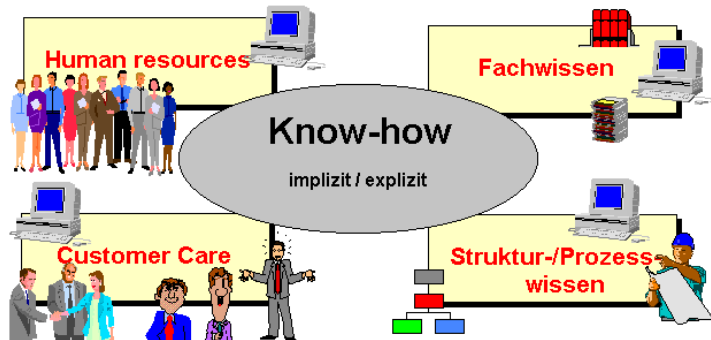 Human resources
Fachwissen
Know-how
implizit / explizit
Customer Care
Struktur-/Prozess
wissen